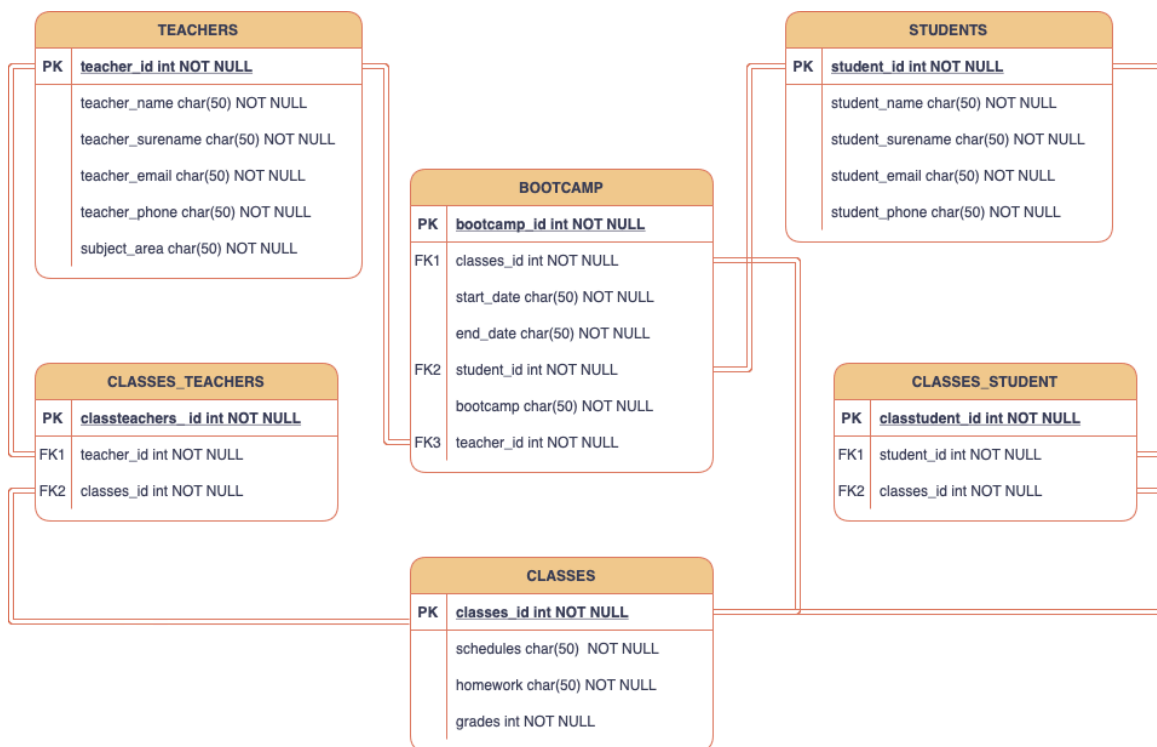 TEACHERS
PK teacher_id int NOT NULL
teacher_name char(50) NOT NULL
teacher_surename char(50) NOT NULL
teacher_email char(50) NOT NULL
teacher_phone char(50) NOT NULL
subject_area char(50) NOT NULL
STUDENTS
PK student_id int NOT NULL
student_name char(50) NOT NULL
student_surename char(50) NOT NULL
student_email char(50) NOT NULL
student_phone char(50) NOT NULL
BOOTCAMP
PK bootcamp_id int NOT NULL
FK1 classes_id int NOT NULL
start_date char(50) NOT NULL
end_date char(50) NOT NULL
FK2 student_id int NOT NULL
bootcamp char(50) NOT NULL
FK3 teacher_id int NOT NULL
CLASSES_TEACHERS
PK classteachers_ id int NOT NULL
FK1 teacher_id int NOT NULL
FK2 classes_id int NOT NULL
CLASSES_STUDENT
PK classtudent_id int NOT NULL
FK1 student_id int NOT NULL
FK2 classes_id int NOT NULL
CLASSES
PK classes_id int NOT NULL
schedules char(50)  NOT NULL
homework char(50) NOT NULL
grades int NOT NULL